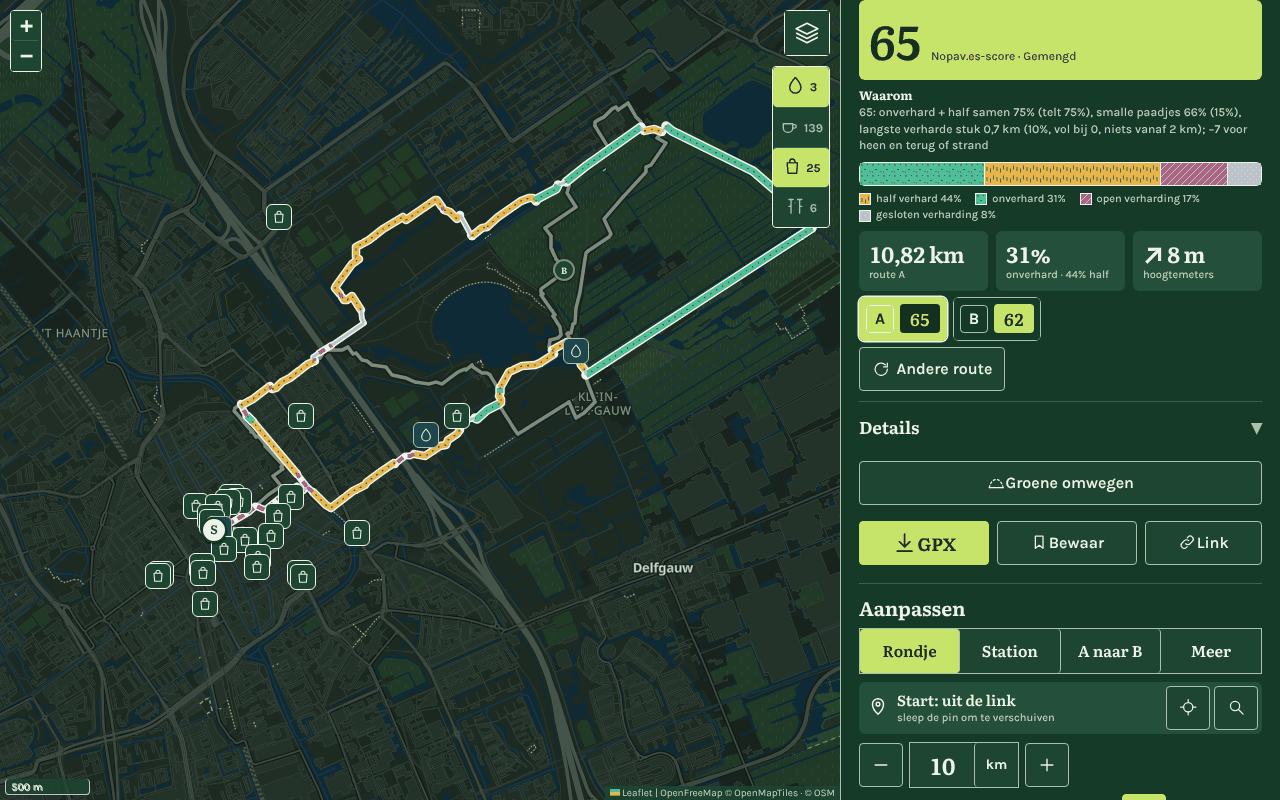 +
−
3
139
25
6
B
'T HAANTJE
KLEIN-
DELFGAUW
S
Delfgauw
500 m
Leaflet | OpenFreeMap © OpenMapTiles · © OSM
65 Nopav.es-score · Gemengd
Waarom
65: onverhard + half samen 75% (telt 75%), smalle paadjes 66% (15%),
langste verharde stuk 0,7 km (10%, vol bij 0, niets vanaf 2 km); −7 voor
heen en terug of strand
half verhard 44% onverhard 31% open verharding 17%
gesloten verharding 8%
10,82 km
route A
31%
onverhard · 44% half
8 m
hoogtemeters
A 65 B 62
Andere route
Details
Groene omwegen
GPX Bewaar Link
Aanpassen
Rondje Station A naar B Meer
Start: uit de link
sleep de pin om te verschuiven
− 10 km +